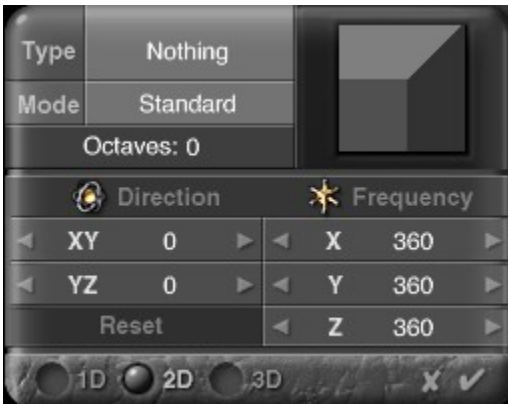 Type Nothing
Mode Standard
Octaves: 0
Direction Frequency
XY 0 X 360
YZ 0 Y 360
Reset Z 360
1D 2D 3D